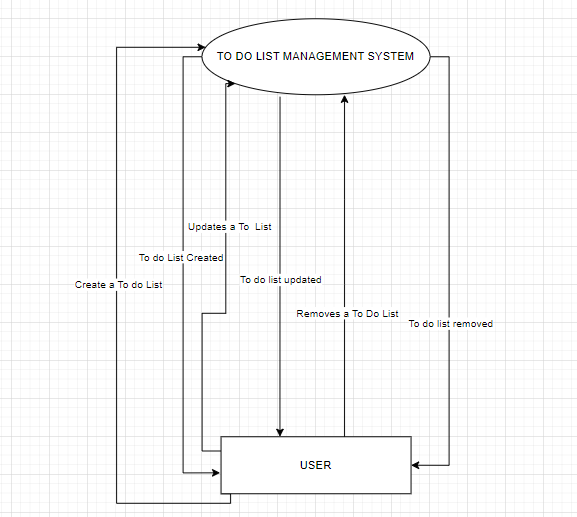 TO DO LIST MANAGEMENT SYSTEM
Updates a To List
To do List Created
To do list updated
Create a To do List
Removes a To Do List
To do list removed
USER